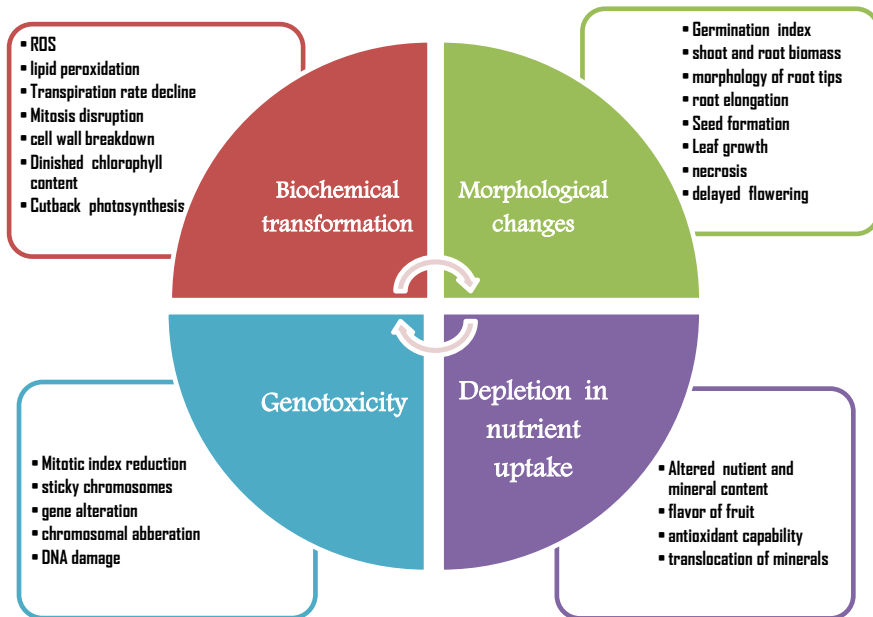 ▪ ROS
▪ lipid peroxidation
▪ Transpiration rate decline
▪ Mitosis disruption
▪ cell wall breakdown
▪ Dinished chlorophyll
content
▪ Cutback photosynthesis
Biochemical
transformation
▪ Germination index
▪ shoot and root biomass
▪ morphology of root tips
▪ root elongation
▪ Seed formation
▪ Leaf growth
▪ necrosis
▪ delayed flowering
Morphological
changes
Genotoxicity
▪ Mitotic index reduction
▪ sticky chromosomes
▪ gene alteration
▪ chromosomal abberation
▪ DNA damage
Depletion in
nutrient
uptake
▪ Altered nutient and
mineral content
▪ flavor of fruit
▪ antioxidant capability
▪ translocation of minerals